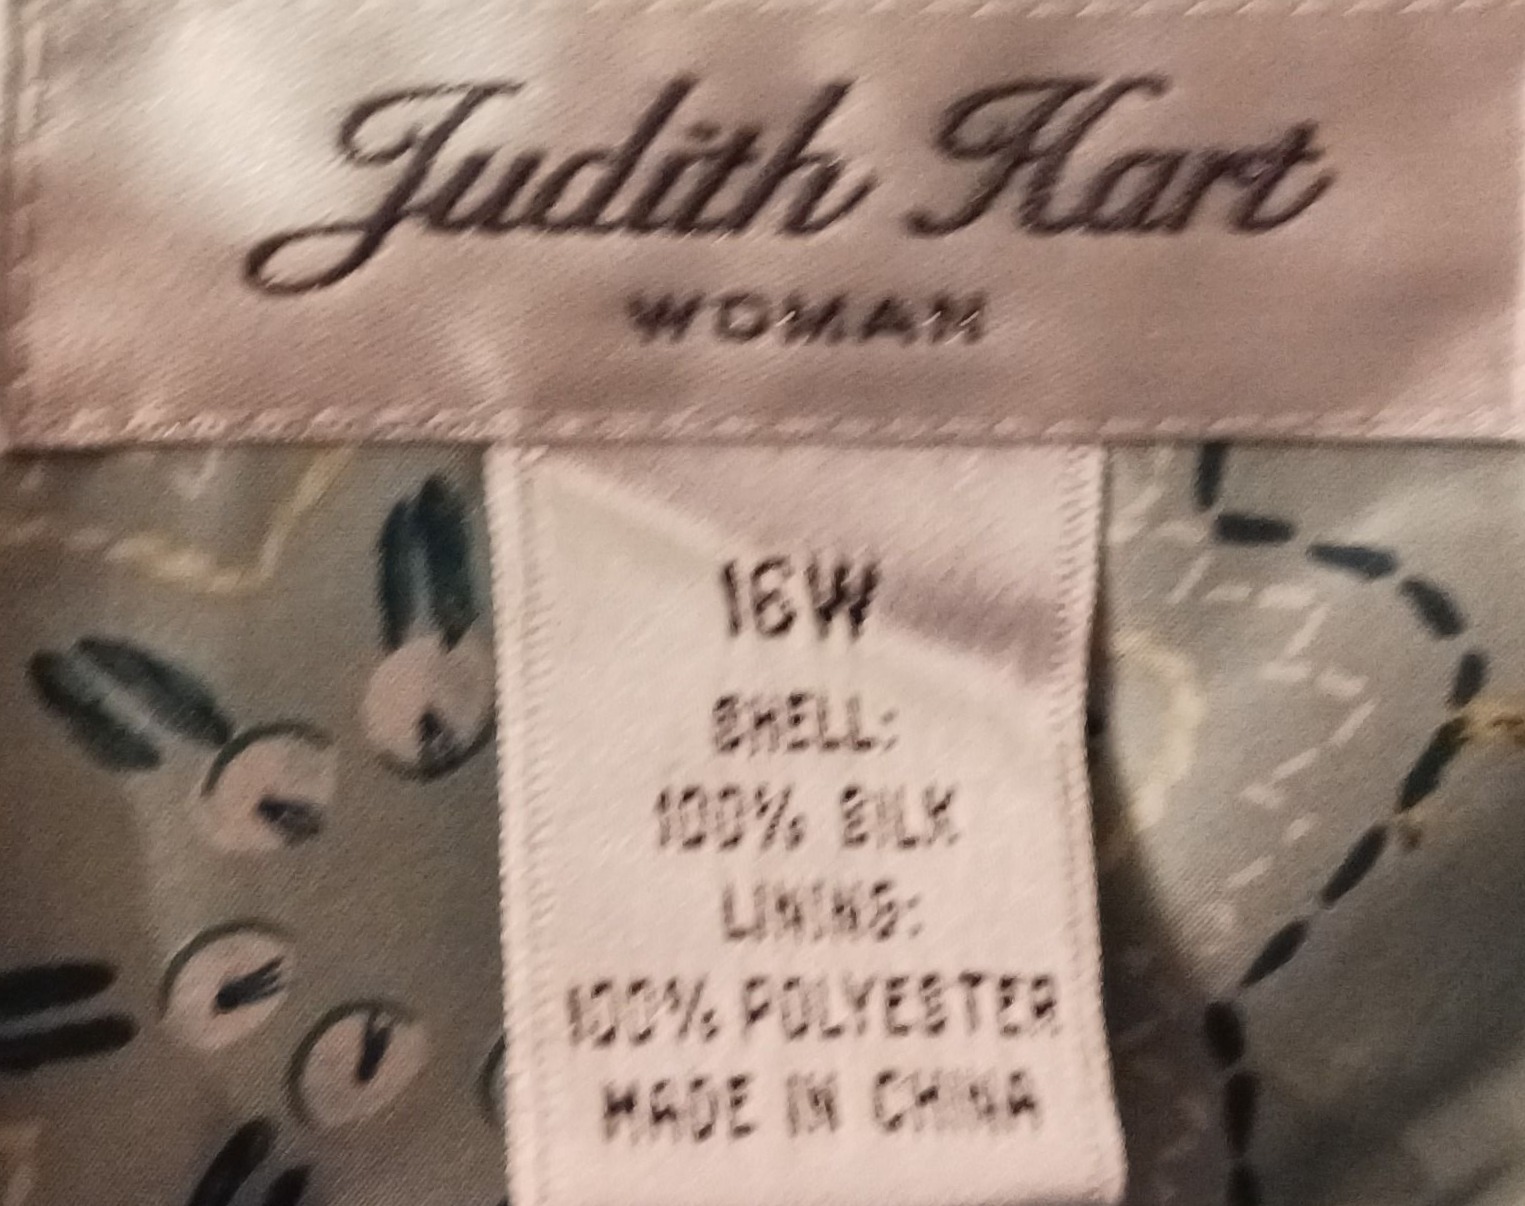 Judith Hart
WOMAN
16W
SHELL:
100% SILK
LINING:
100% POLYESTER
MADE IN CHINA